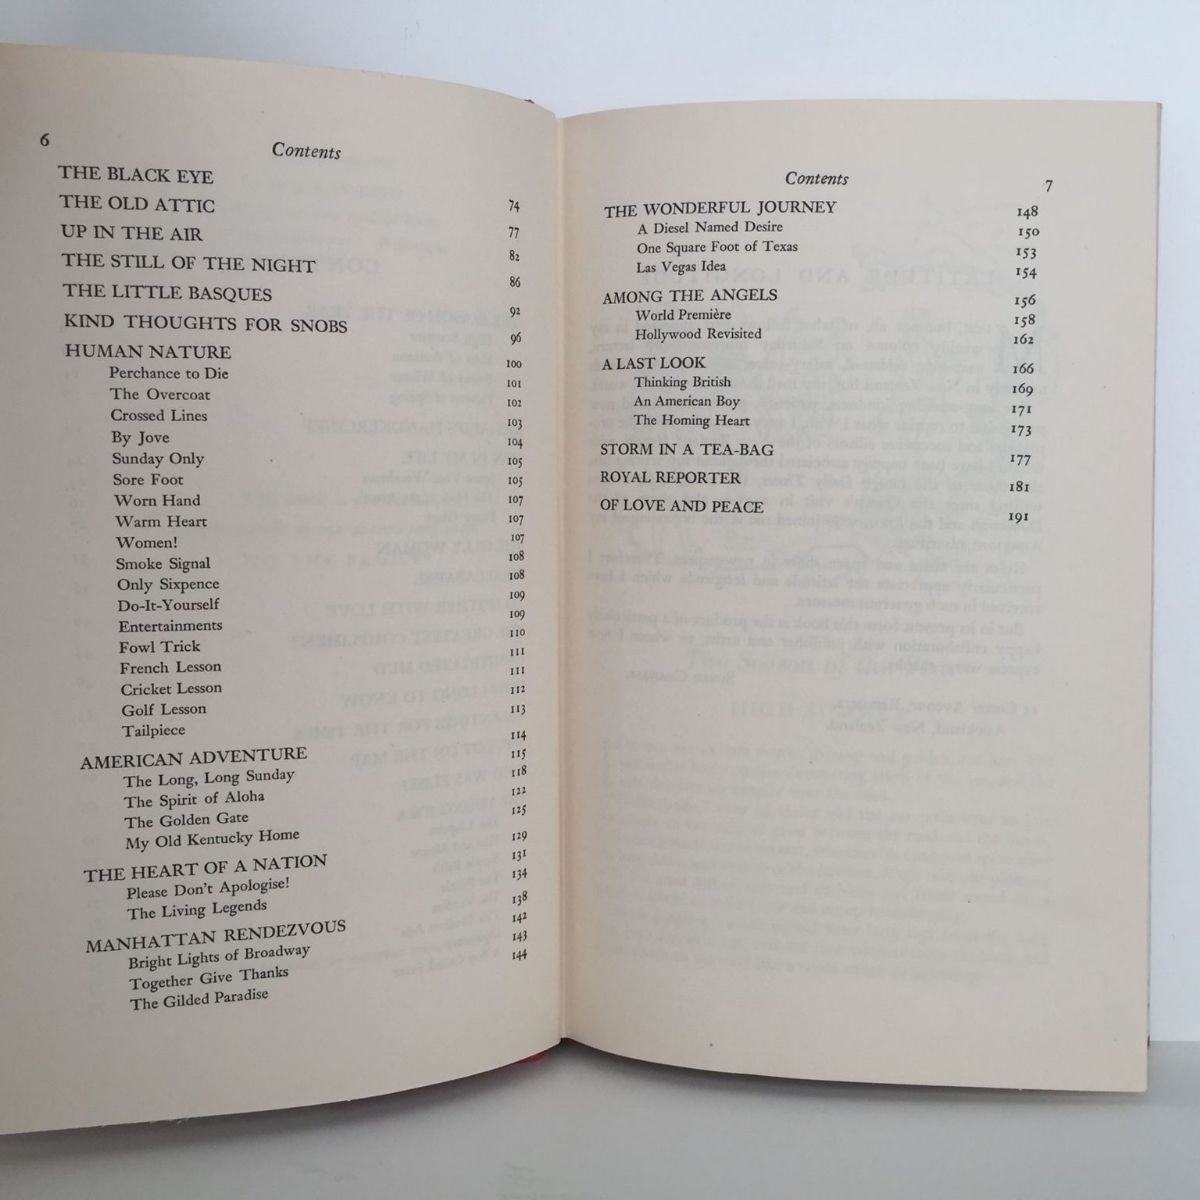 6
Contents
THE BLACK EYE 74
THE OLD ATTIC 77
UP IN THE AIR 82
THE STILL OF THE NIGHT 86
THE LITTLE BASQUES 92
KIND THOUGHTS FOR SNOBS 96
HUMAN NATURE 100
Perchance to Die 101
The Overcoat 102
Crossed Lines 103
By Jove 104
Sunday Only 105
Sore Foot 105
Worn Hand 107
Warm Heart 107
Women! 107
Smoke Signal 108
Only Sixpence 108
Do-It-Yourself 109
Entertainments 109
Fowl Trick 110
French Lesson 111
Cricket Lesson 111
Golf Lesson 112
Tailpiece 113
AMERICAN ADVENTURE 114
The Long, Long Sunday 115
The Spirit of Aloha 118
The Golden Gate 122
My Old Kentucky Home 125
THE HEART OF A NATION 129
Please Don't Apologise! 131
The Living Legends 134
MANHATTAN RENDEZVOUS 138
Bright Lights of Broadway 142
Together Give Thanks 143
The Gilded Paradise 144
Contents
7
THE WONDERFUL JOURNEY 148
A Diesel Named Desire 150
One Square Foot of Texas 153
Las Vegas Idea 154
AMONG THE ANGELS 156
World Première 158
Hollywood Revisited 162
A LAST LOOK 166
Thinking British 169
An American Boy 171
The Homing Heart 173
STORM IN A TEA-BAG 177
ROYAL REPORTER 181
OF LOVE AND PEACE 191